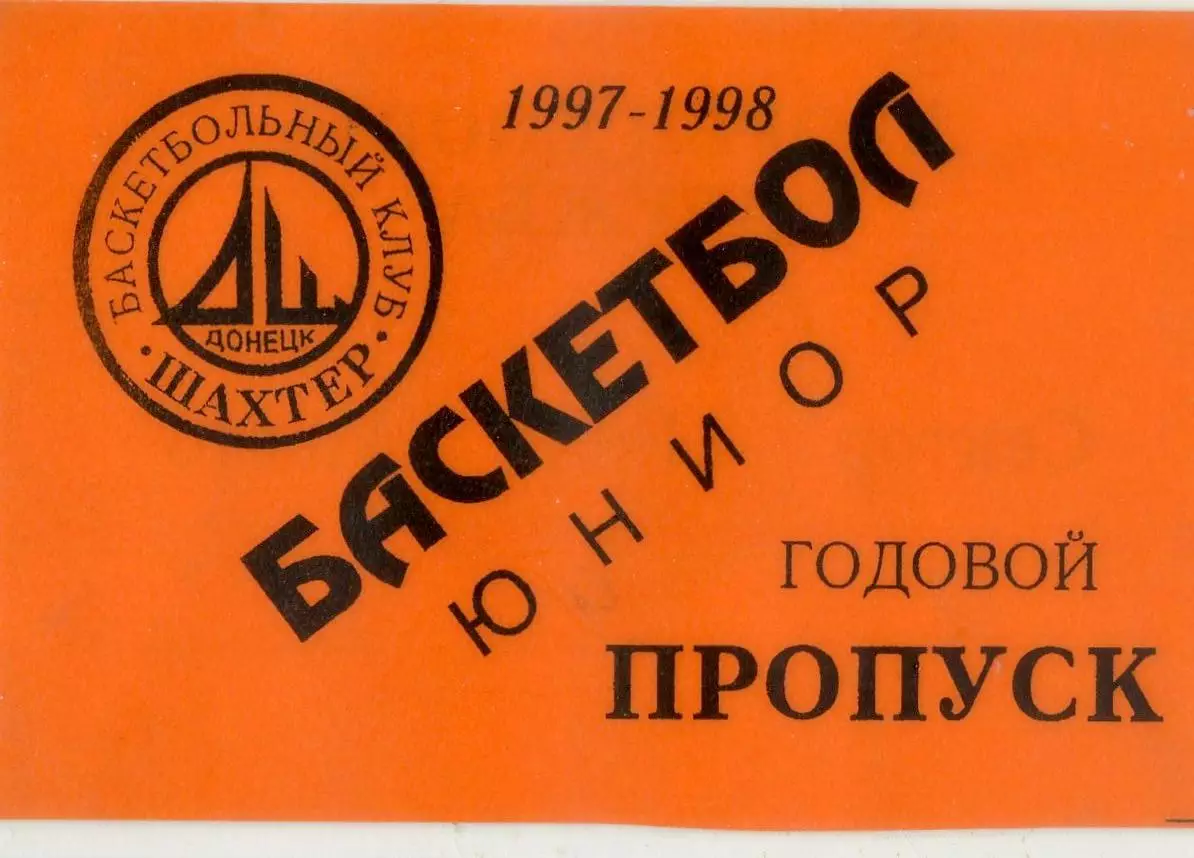 БАСКЕТБОЛЬНЫЙ КЛУБ
· ШАХТЕР ·
ДОНЕЦК
1997-1998
БАСКЕТБОЛ
ЮНИОР
ГОДОВОЙ
ПРОПУСК